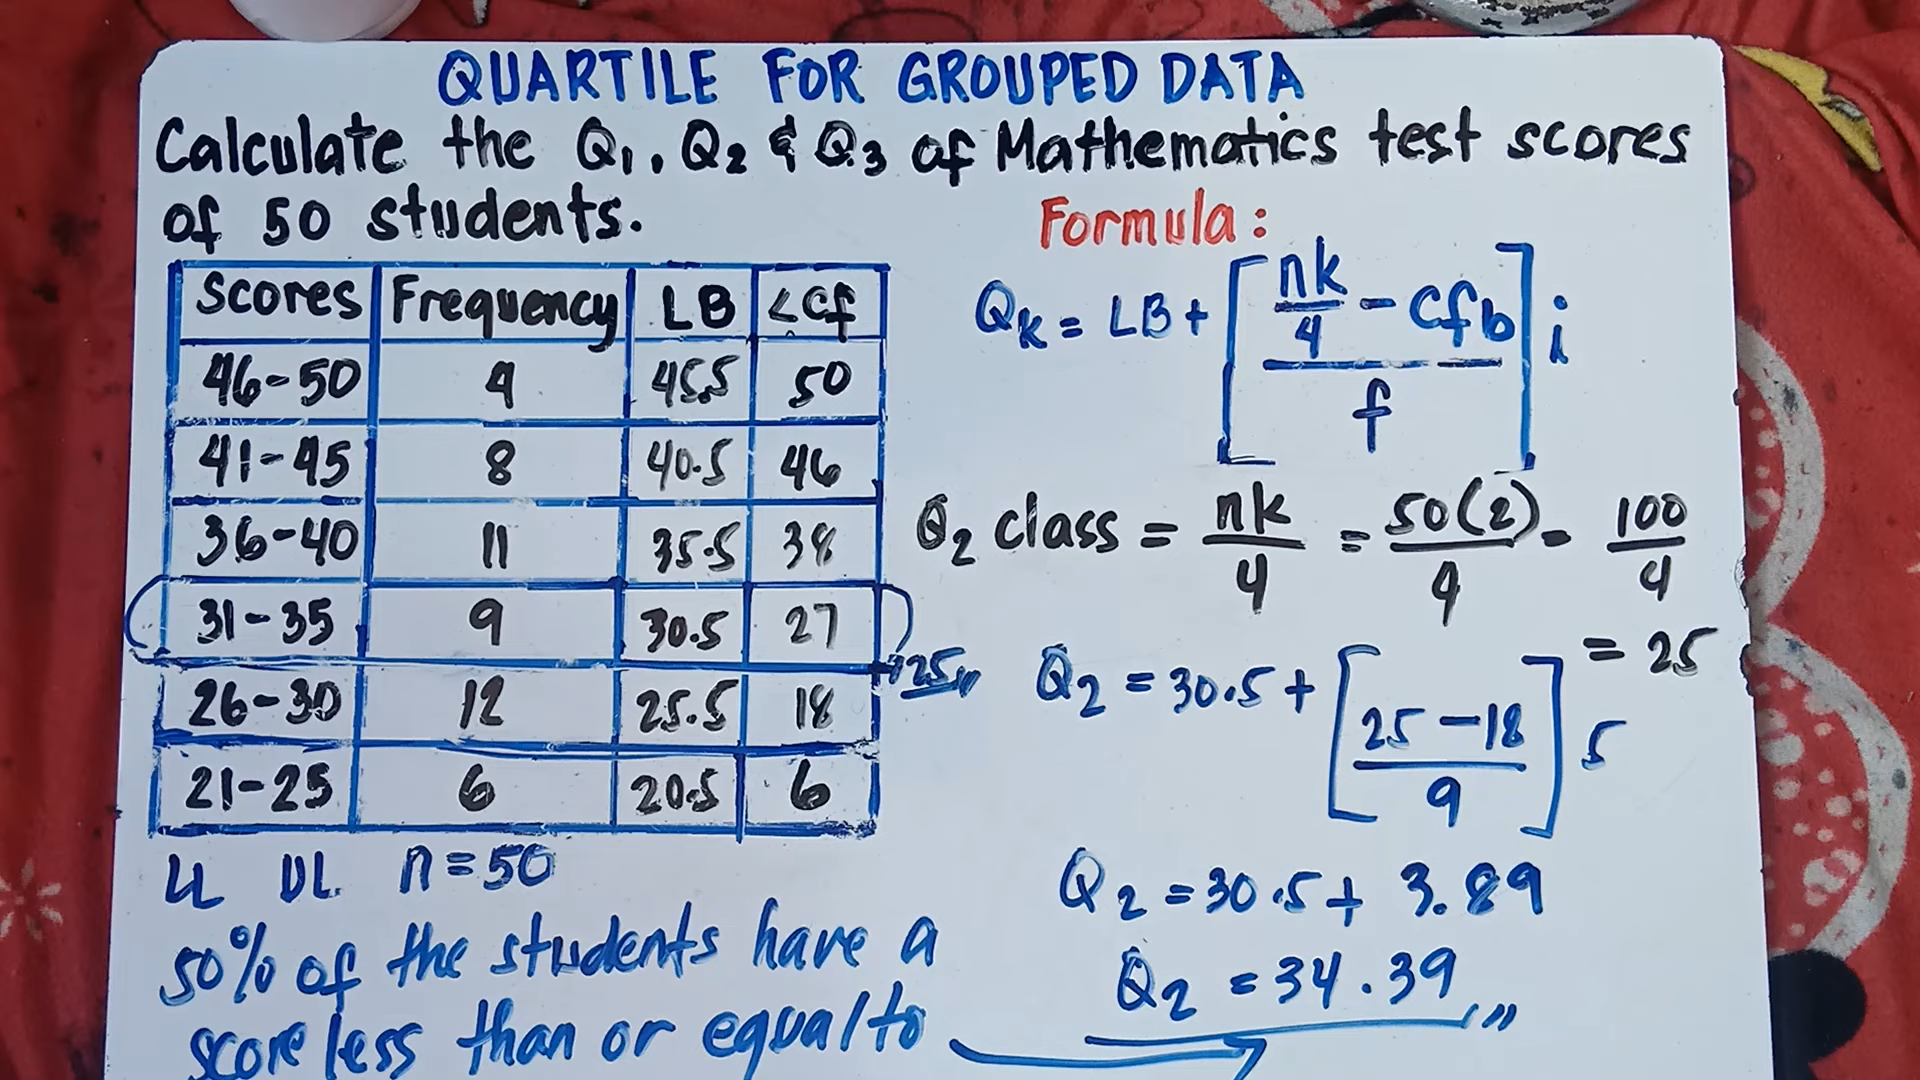 QUARTILE FOR GROUPED DATA
Calculate the Q1, Q2 & Q3 of Mathematics test scores
of 50 students.
Scores Frequency LB <cf
46-50 4 45.5 50
41-45 8 40.5 46
36-40 11 35.5 38
31-35 9 30.5 27
26-30 12 25.5 18
21-25 6 20.5 6
LL UL n=50
50% of the students have a
score less than or equal to
Formula:
Qk = LB + [ nk/4 - cfb / f ] i
Q2 class = nk/4 = 50(2)/4 = 100/4
= 25
25
Q2 = 30.5 + [ 25-18 / 9 ] 5
Q2 = 30.5 + 3.89
Q2 = 34.39